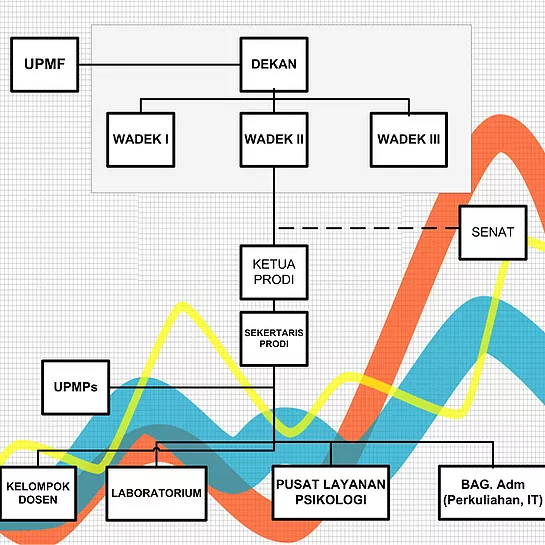 UPMF
DEKAN
WADEK I
WADEK II
WADEK III
SENAT
KETUA
PRODI
SEKERTARIS
PRODI
UPMPs
KELOMPOK
DOSEN
LABORATORIUM
PUSAT LAYANAN
PSIKOLOGI
BAG. Adm
(Perkuliahan, IT)